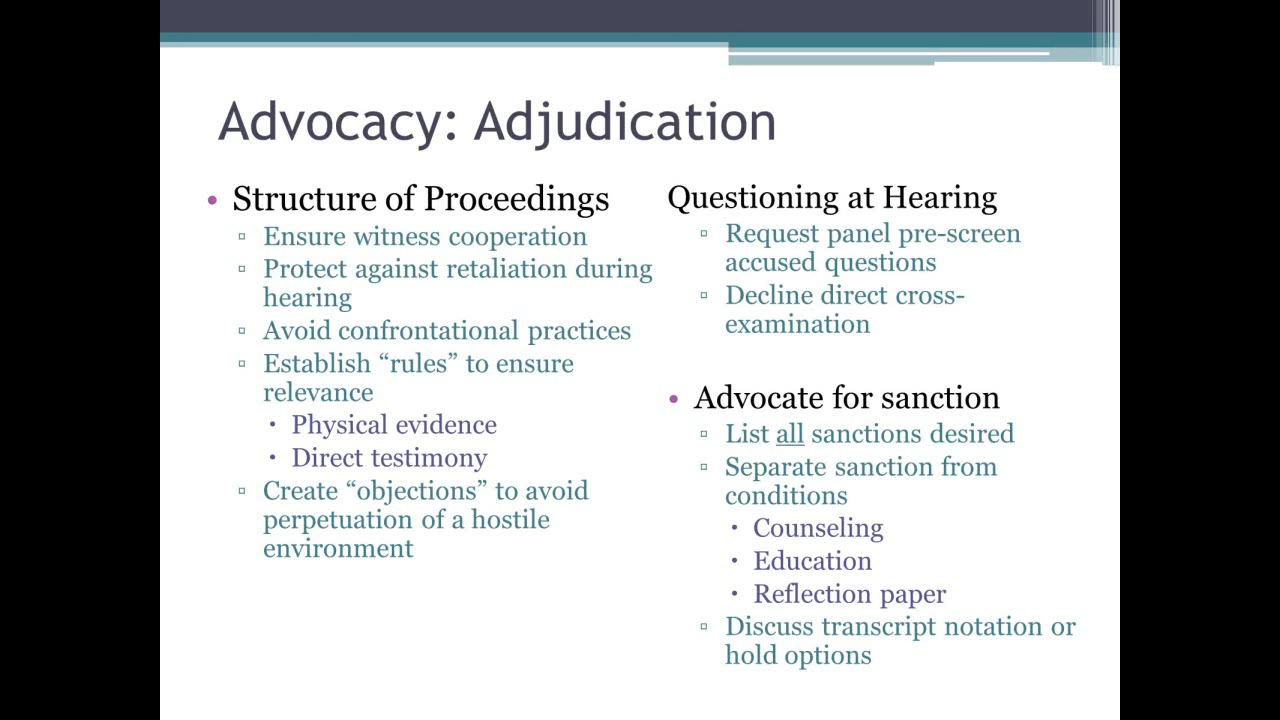 Advocacy: Adjudication
• Structure of Proceedings
▫ Ensure witness cooperation
▫ Protect against retaliation during
hearing
▫ Avoid confrontational practices
▫ Establish “rules” to ensure
relevance
▪ Physical evidence
▪ Direct testimony
▫ Create “objections” to avoid
perpetuation of a hostile
environment
Questioning at Hearing
▫ Request panel pre-screen
accused questions
▫ Decline direct cross-
examination
• Advocate for sanction
▫ List all sanctions desired
▫ Separate sanction from
conditions
▪ Counseling
▪ Education
▪ Reflection paper
▫ Discuss transcript notation or
hold options